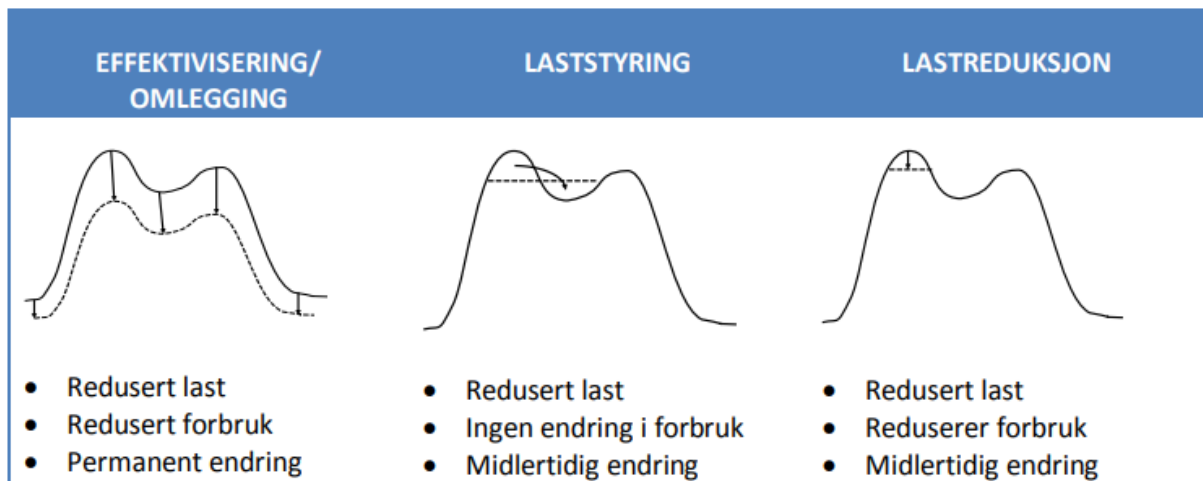 EFFEKTIVISERING/
OMLEGGING
LASTSTYRING
LASTREDUKSJON
• Redusert last
• Redusert forbruk
• Permanent endring
• Redusert last
• Ingen endring i forbruk
• Midlertidig endring
• Redusert last
• Reduserer forbruk
• Midlertidig endring